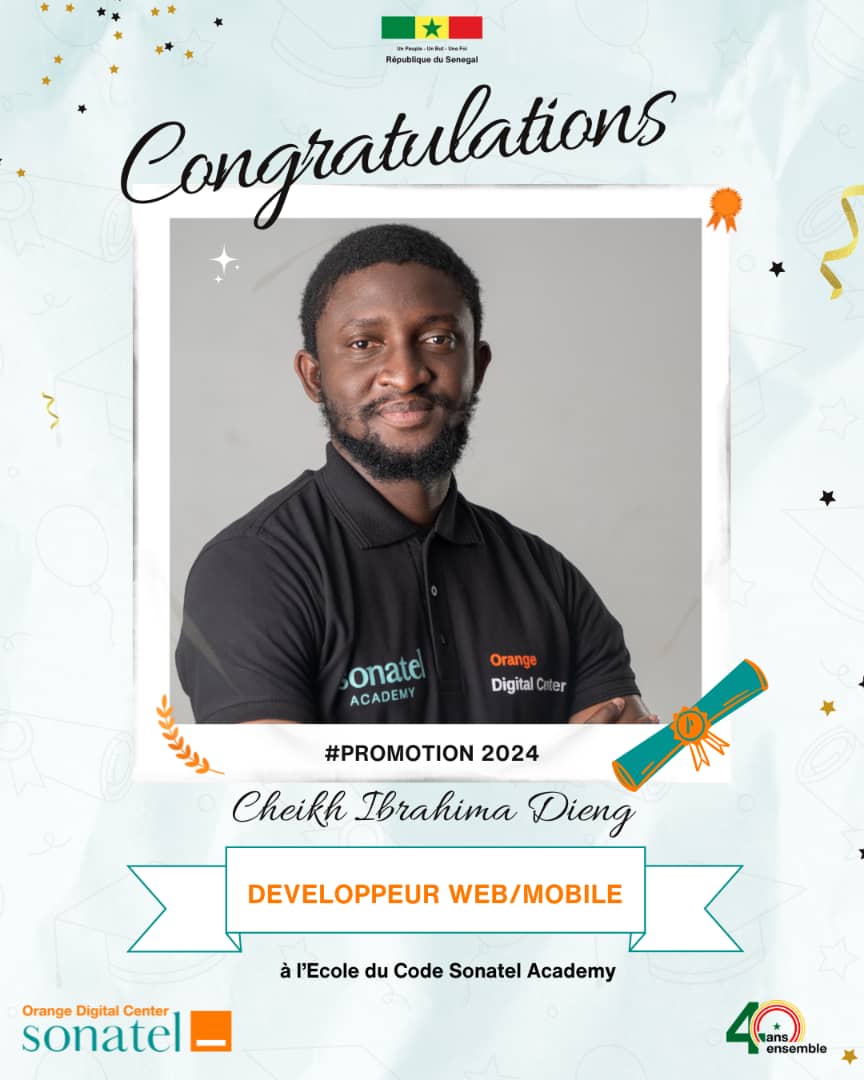 Un Peuple - Un But - Une Foi
République du Senegal
Congratulations
sonatel
ACADEMY
Orange
Digital Center
#PROMOTION 2024
Cheikh Ibrahima Dieng
DEVELOPPEUR WEB/MOBILE
à l'Ecole du Code Sonatel Academy
Orange Digital Center
sonatel
40ans
ensemble